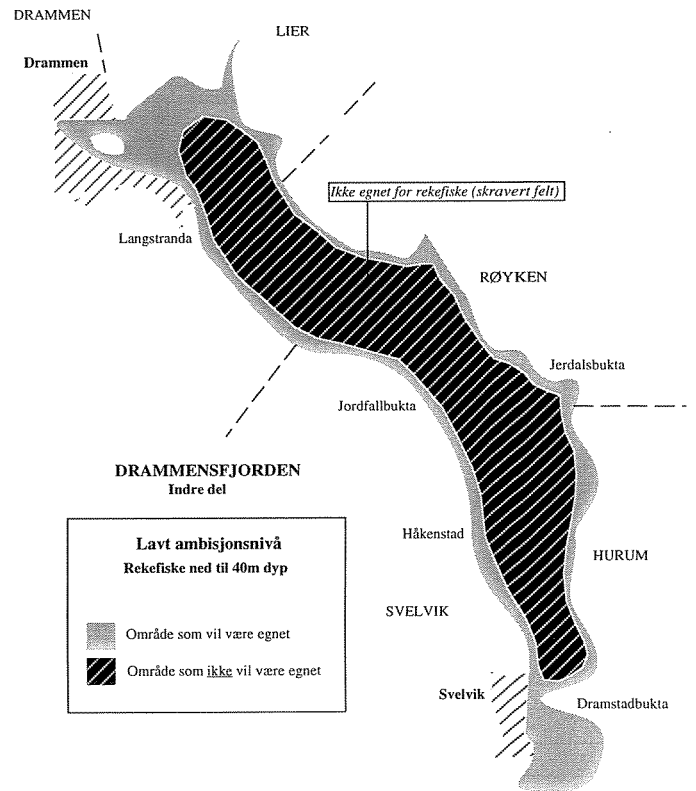 DRAMMEN
LIER
Drammen
Ikke egnet for rekefiske (skravert felt)
Langstranda
RØYKEN
Jerdalsbukta
Jordfallbukta
DRAMMENSFJORDEN
Indre del
Lavt ambisjonsnivå
Rekefiske ned til 40m dyp
Område som vil være egnet
Område som ikke vil være egnet
Håkenstad
HURUM
SVELVIK
Svelvik
Dramstadbukta